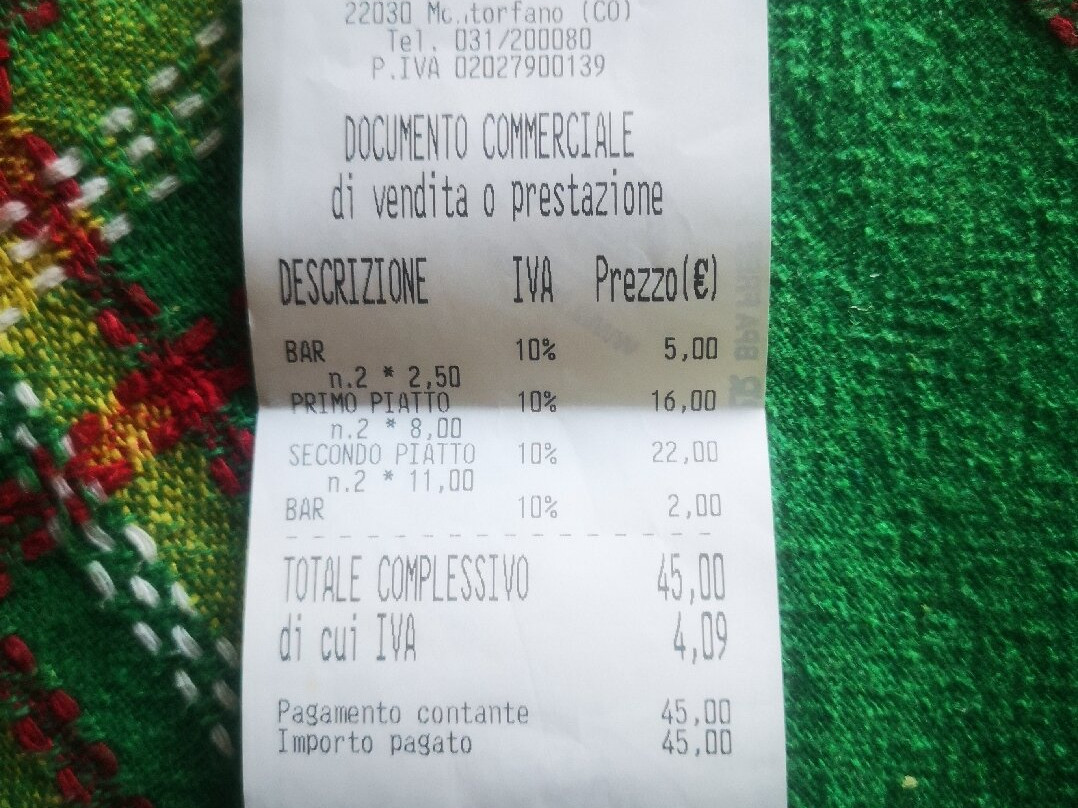 22030 (CO)
Tel. 031/200080
P.IVA 02027900139
DOCUMENTO COMMERCIALE
di vendita o prestazione
DESCRIZIONE IVA Prezzo(€)
BAR 10% 5,00
n.2 * 2,50
PRIMO PIATTO 10% 16,00
n.2 * 8,00
SECONDO PIATTO 10% 22,00
n.2 * 11,00
BAR 10% 2,00
TOTALE COMPLESSIVO 45,00
di cui IVA 4,09
Pagamento contante 45,00
Importo pagato 45,00